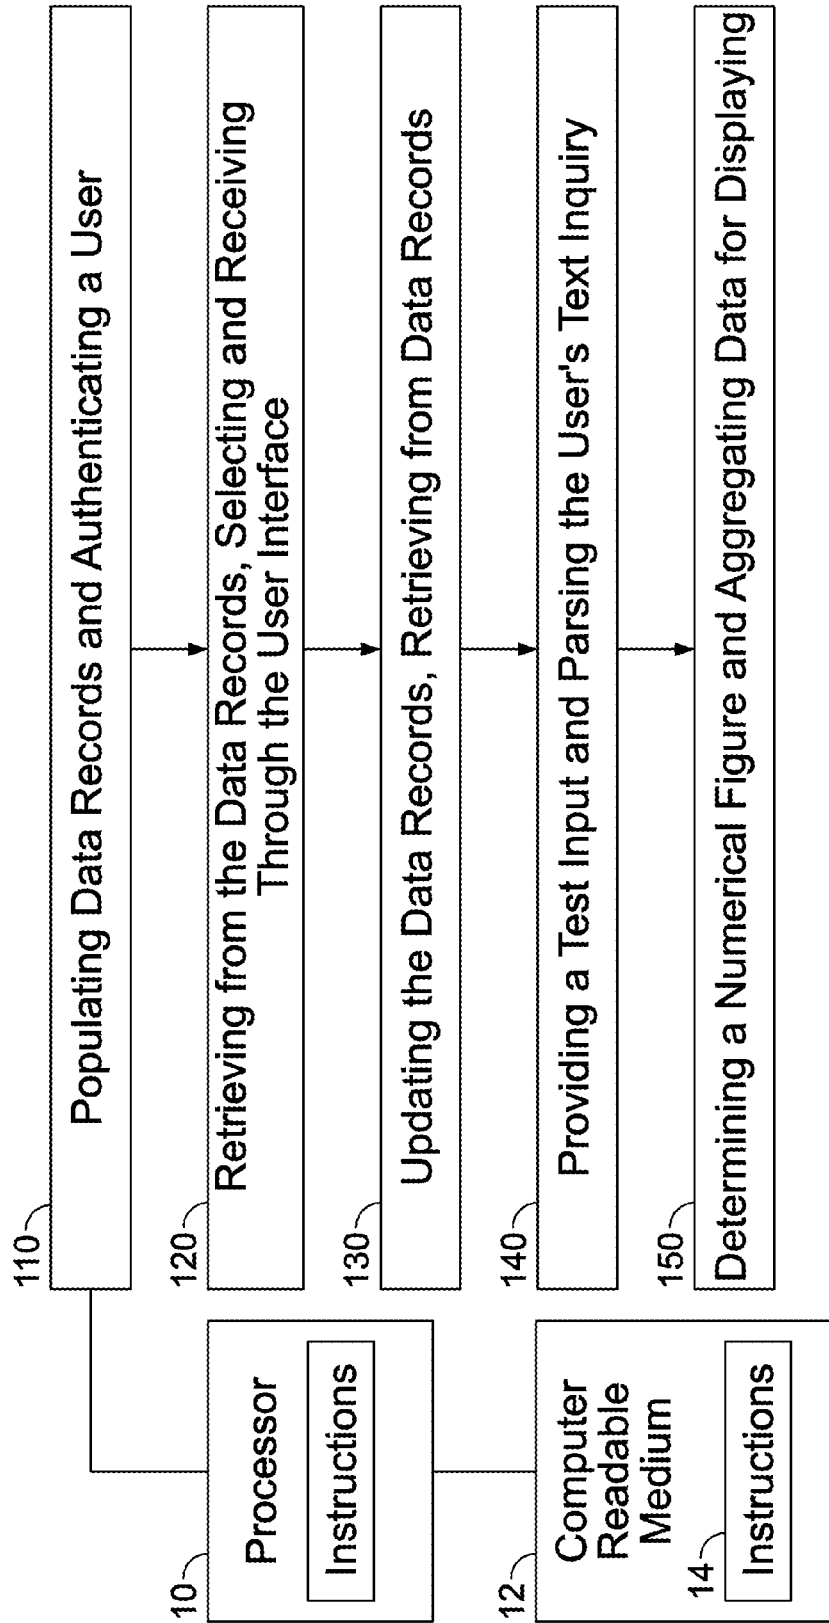 110
Populating Data Records and Authenticating a User
120
Retrieving from the Data Records, Selecting and Receiving
Through the User Interface
130
Updating the Data Records, Retrieving from Data Records
140
Providing a Test Input and Parsing the User's Text Inquiry
150
Determining a Numerical Figure and Aggregating Data for Displaying
10
Processor
Instructions
12
Computer
Readable
Medium
14
Instructions